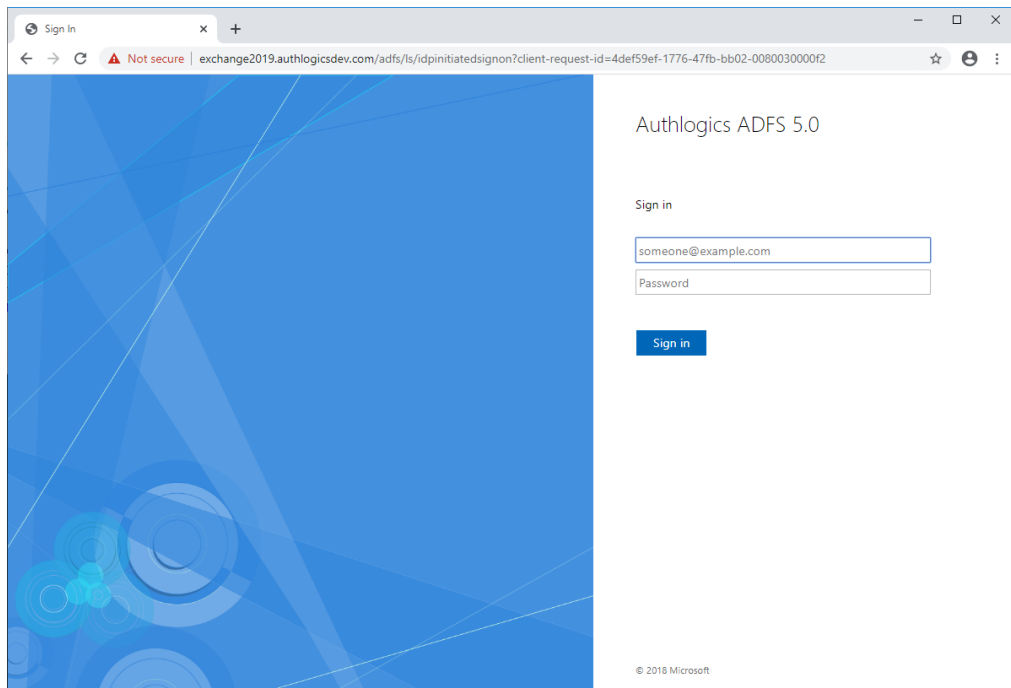 Sign In
Not secure
exchange2019.authlogicsdev.com/adfs/ls/idpinitiatedsignon?client-request-id=4def59ef-1776-47fb-bb02-0080030000f2
Authlogics ADFS 5.0
Sign in
someone@example.com
Password
Sign in
© 2018 Microsoft